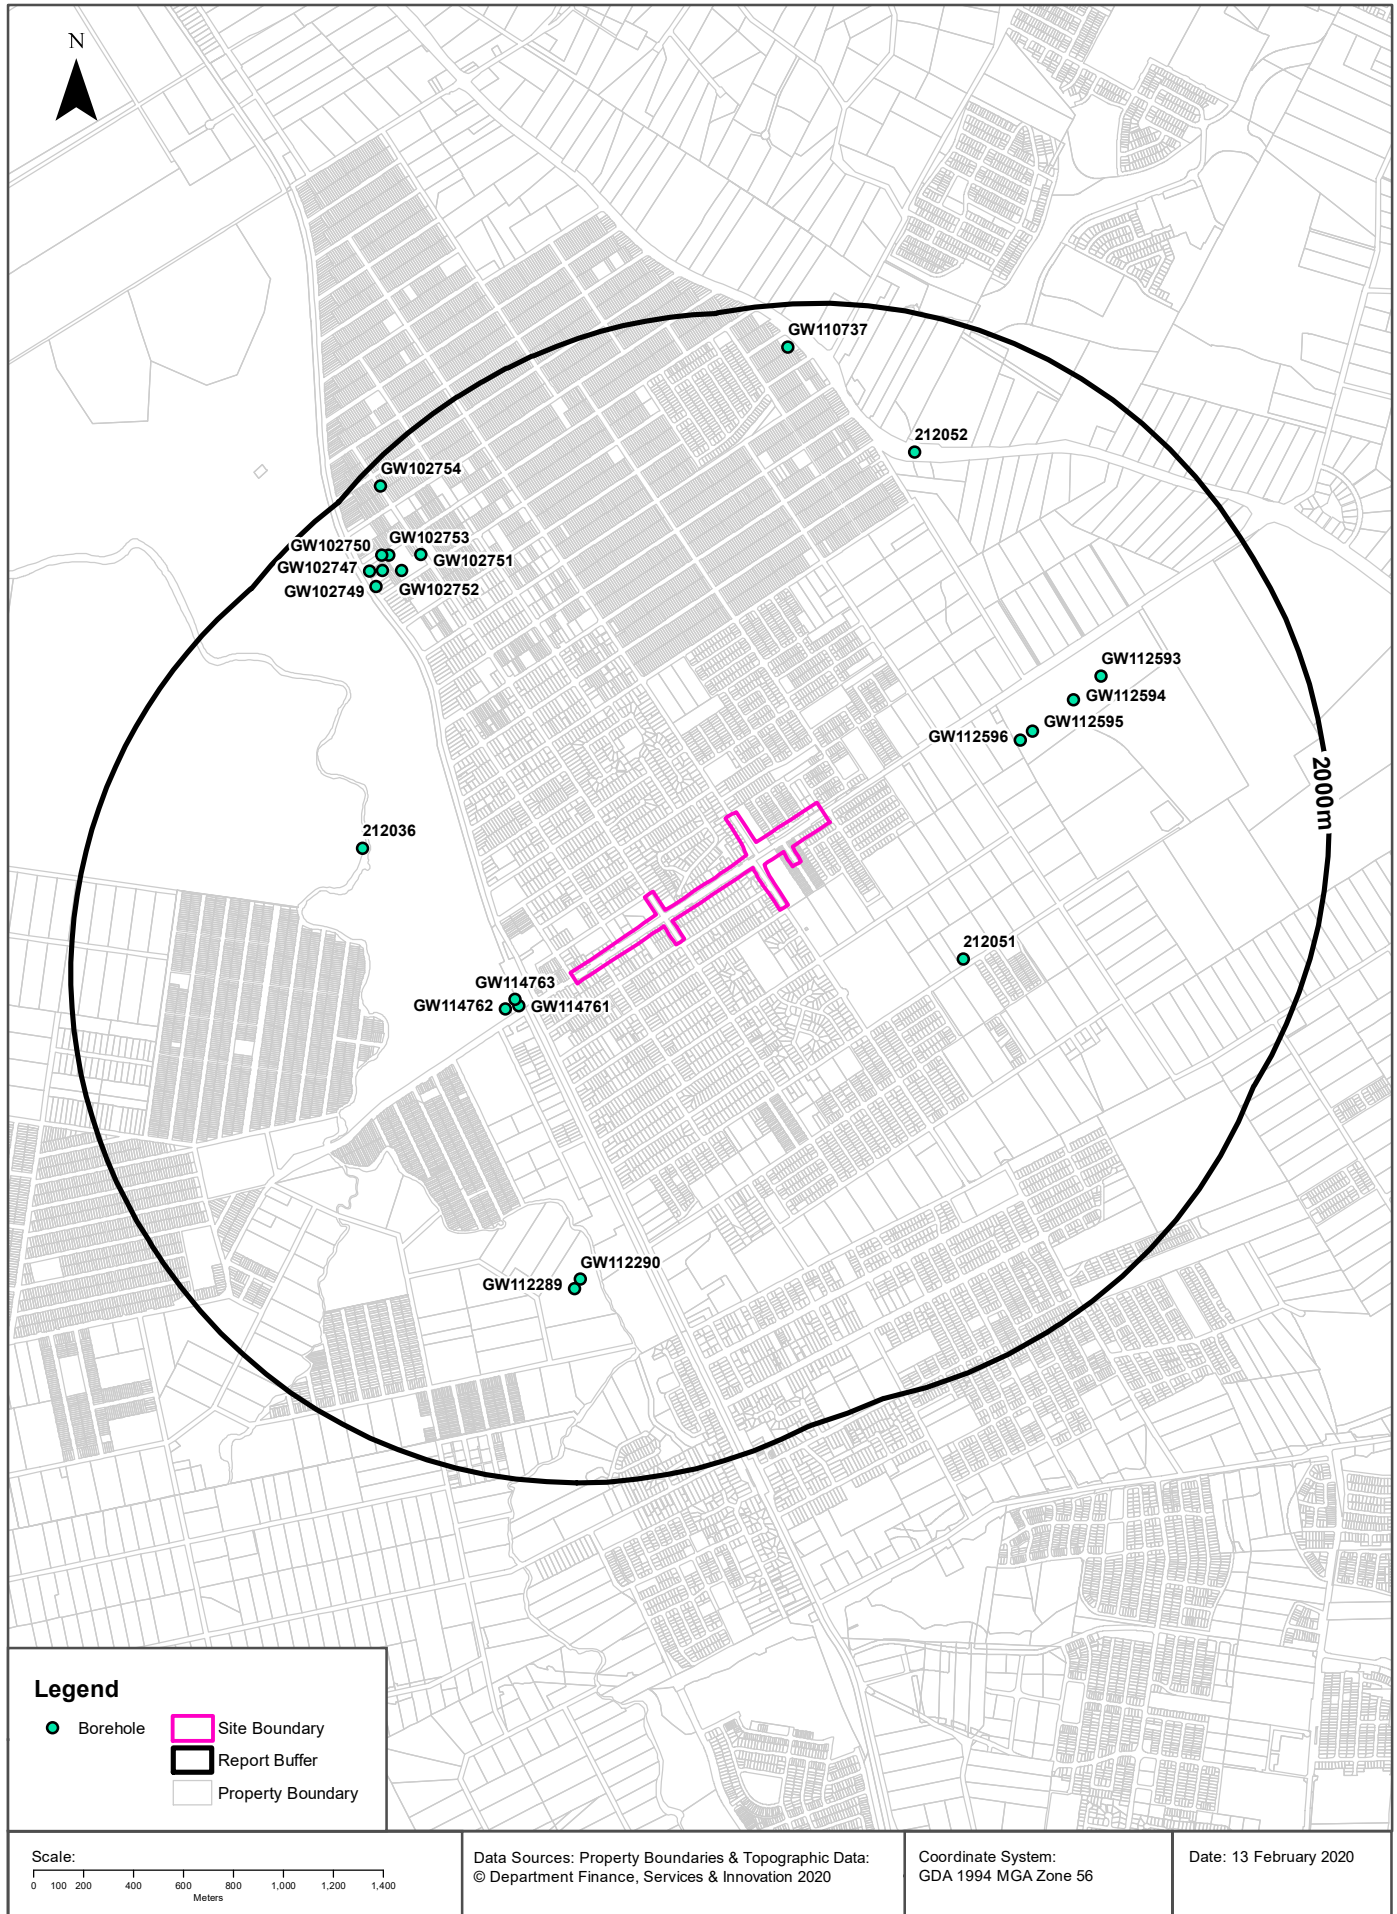 N
GW110737
212052
GW102754
GW102753
GW102750
GW102751
GW102747
GW102749
GW102752
GW112593
GW112594
GW112595
GW112596
2000m
212036
212051
GW114763
GW114762
GW114761
GW112290
GW112289
Legend
Borehole
Site Boundary
Report Buffer
Property Boundary
Scale:
0 100 200 400 600 800 1,000 1,200 1,400
Meters
Data Sources: Property Boundaries & Topographic Data:
© Department Finance, Services & Innovation 2020
Coordinate System:
GDA 1994 MGA Zone 56
Date: 13 February 2020